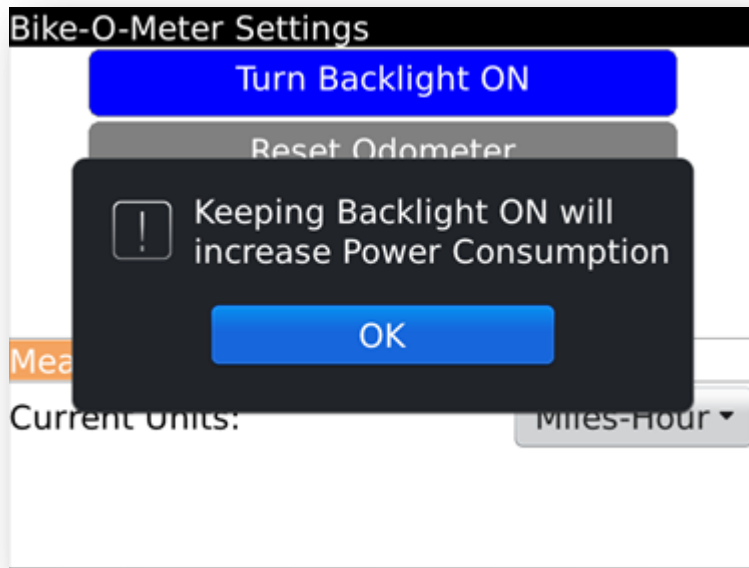 Bike-O-Meter Settings
Turn Backlight ON
Reset Odometer
!
Keeping Backlight ON will
increase Power Consumption
OK
Mea
Current Units:
Miles-Hour